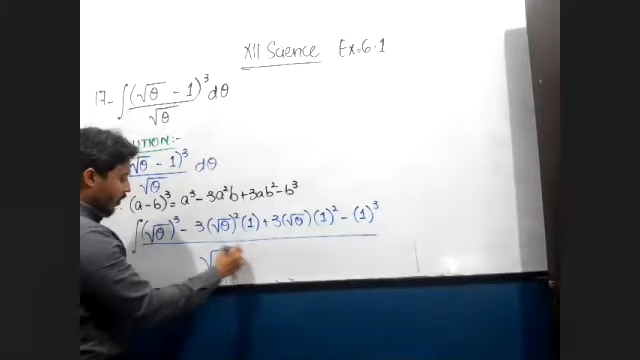 XII Science Ex=6.1
17- ∫ (√θ - 1)³ / √θ dθ
UTION:-
√θ - 1)³ / √θ dθ
(a-b)³ = a³ - 3a²b + 3ab² - b³
∫ (√θ)³ - 3(√θ)²(1) + 3(√θ)(1)² - (1)³
√